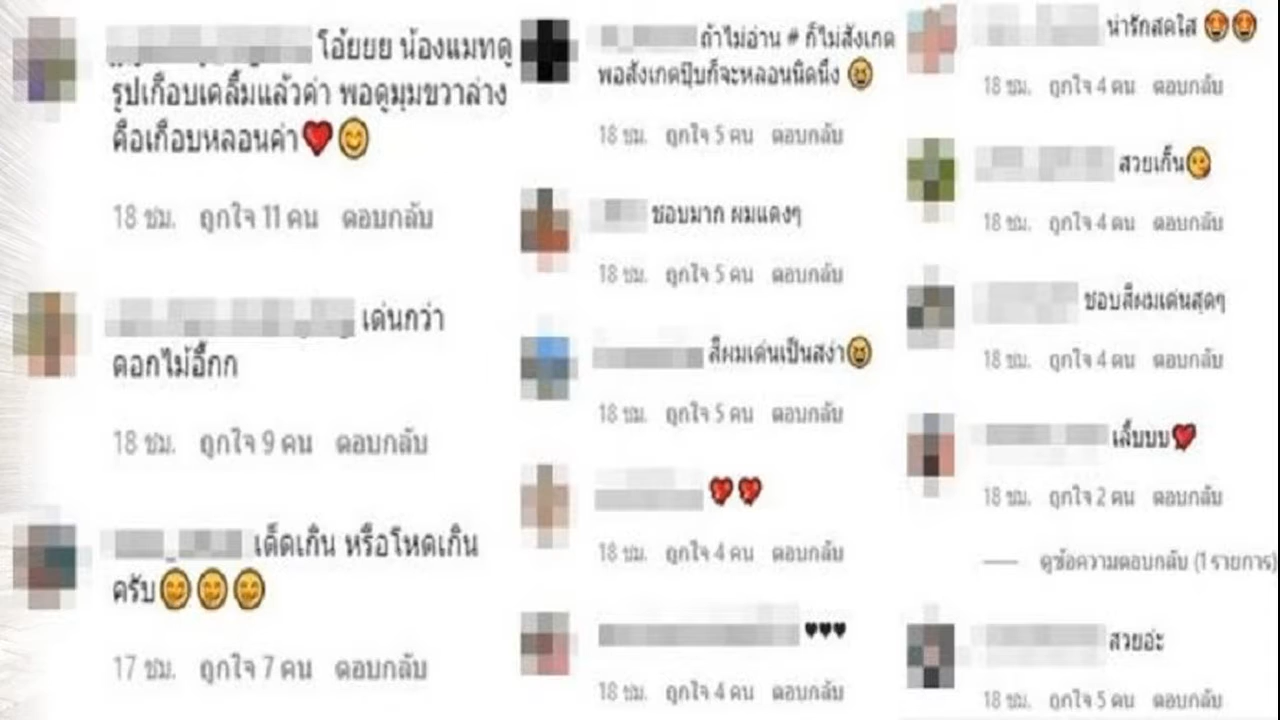 โอ้ยยย น้องแมทดู
รูปเกือบเคลิ้มแล้วค่า พอดูมุมขวาล่าง
คือเกือบหลอนค่า❤️😊
18 ชม. ถูกใจ 11 คน ตอบกลับ
เด่นกว่า
ดอกไม้อี้กก
18 ชม. ถูกใจ 9 คน ตอบกลับ
เด็ดเกิน หรือโหดเกิน
ครับ😊😊😊
17 ชม. ถูกใจ 7 คน ตอบกลับ
ถ้าไม่อ่าน # ก็ไม่สังเกต
พอสังเกตปุ๊บก็จะหลอนนิดนึง😆
18 ชม. ถูกใจ 5 คน ตอบกลับ
ชอบมาก ผมแดงๆ
18 ชม. ถูกใจ 5 คน ตอบกลับ
สีผมเด่นเป็นสง่า😆
18 ชม. ถูกใจ 5 คน ตอบกลับ
❤️❤️
18 ชม. ถูกใจ 4 คน ตอบกลับ
♥♥♥
18 ชม. ถูกใจ 4 คน ตอบกลับ
น่ารักสดใส😍😍
18 ชม. ถูกใจ 4 คน ตอบกลับ
สวยเกิ๊น😘
18 ชม. ถูกใจ 4 คน ตอบกลับ
ชอบสีผมเด่นสุดๆ
18 ชม. ถูกใจ 4 คน ตอบกลับ
เลิ้บบบ❤️
18 ชม. ถูกใจ 2 คน ตอบกลับ
ดูข้อความตอบกลับ (1 รายการ)
สวยอ่ะ
18 ชม. ถูกใจ 5 คน ตอบกลับ